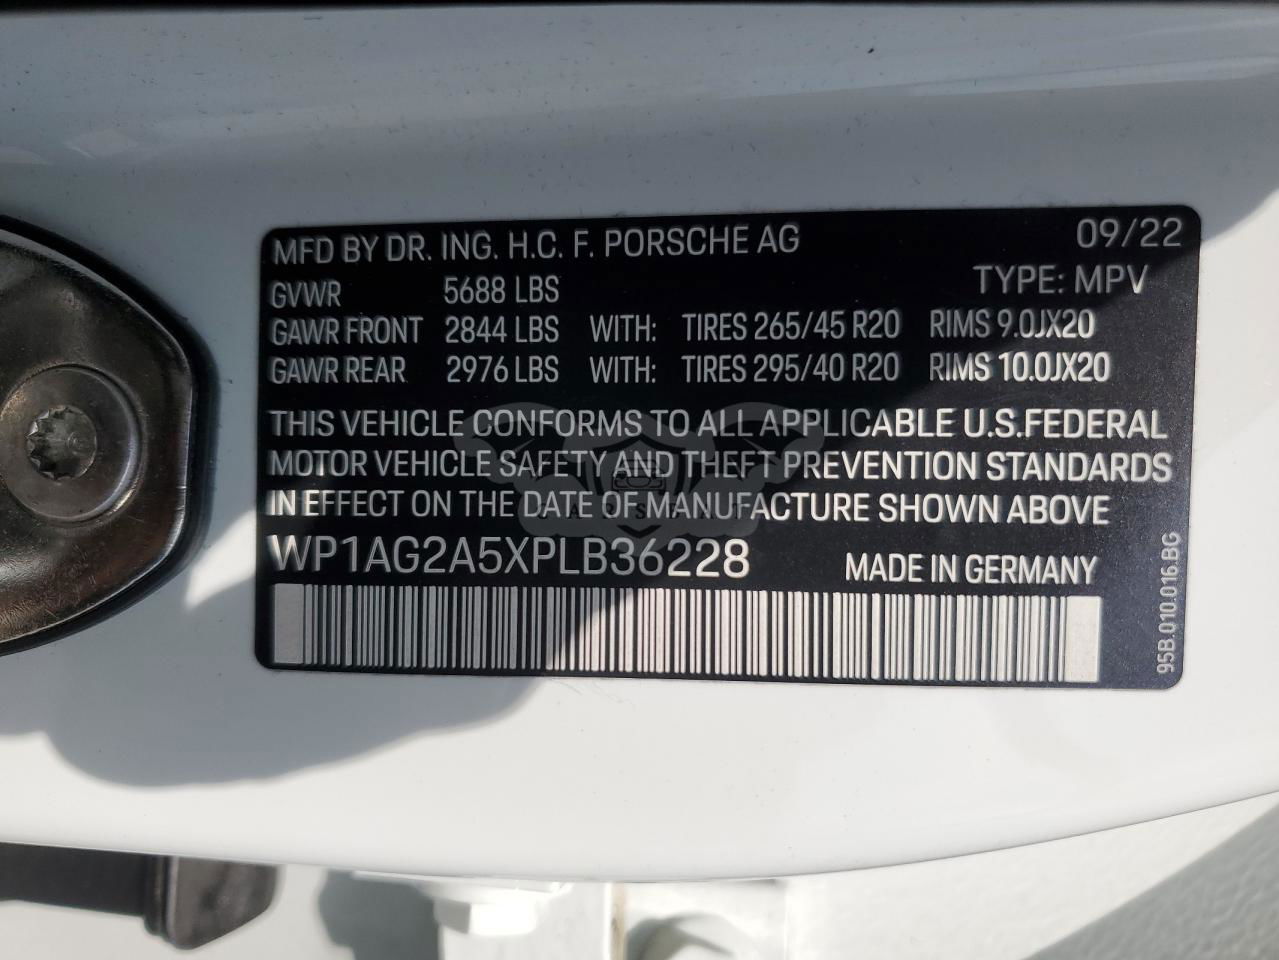 MFD BY DR. ING. H.C. F. PORSCHE AG 09/22
TYPE: MPV
GVWR 5688 LBS
GAWR FRONT 2844 LBS WITH: TIRES 265/45 R20 RIMS 9.0JX20
GAWR REAR 2976 LBS WITH: TIRES 295/40 R20 RIMS 10.0JX20
THIS VEHICLE CONFORMS TO ALL APPLICABLE U.S.FEDERAL
MOTOR VEHICLE SAFETY AND THEFT PREVENTION STANDARDS
IN EFFECT ON THE DATE OF MANUFACTURE SHOWN ABOVE
WP1AG2A5XPLB36228 MADE IN GERMANY
95B.010.016.BG